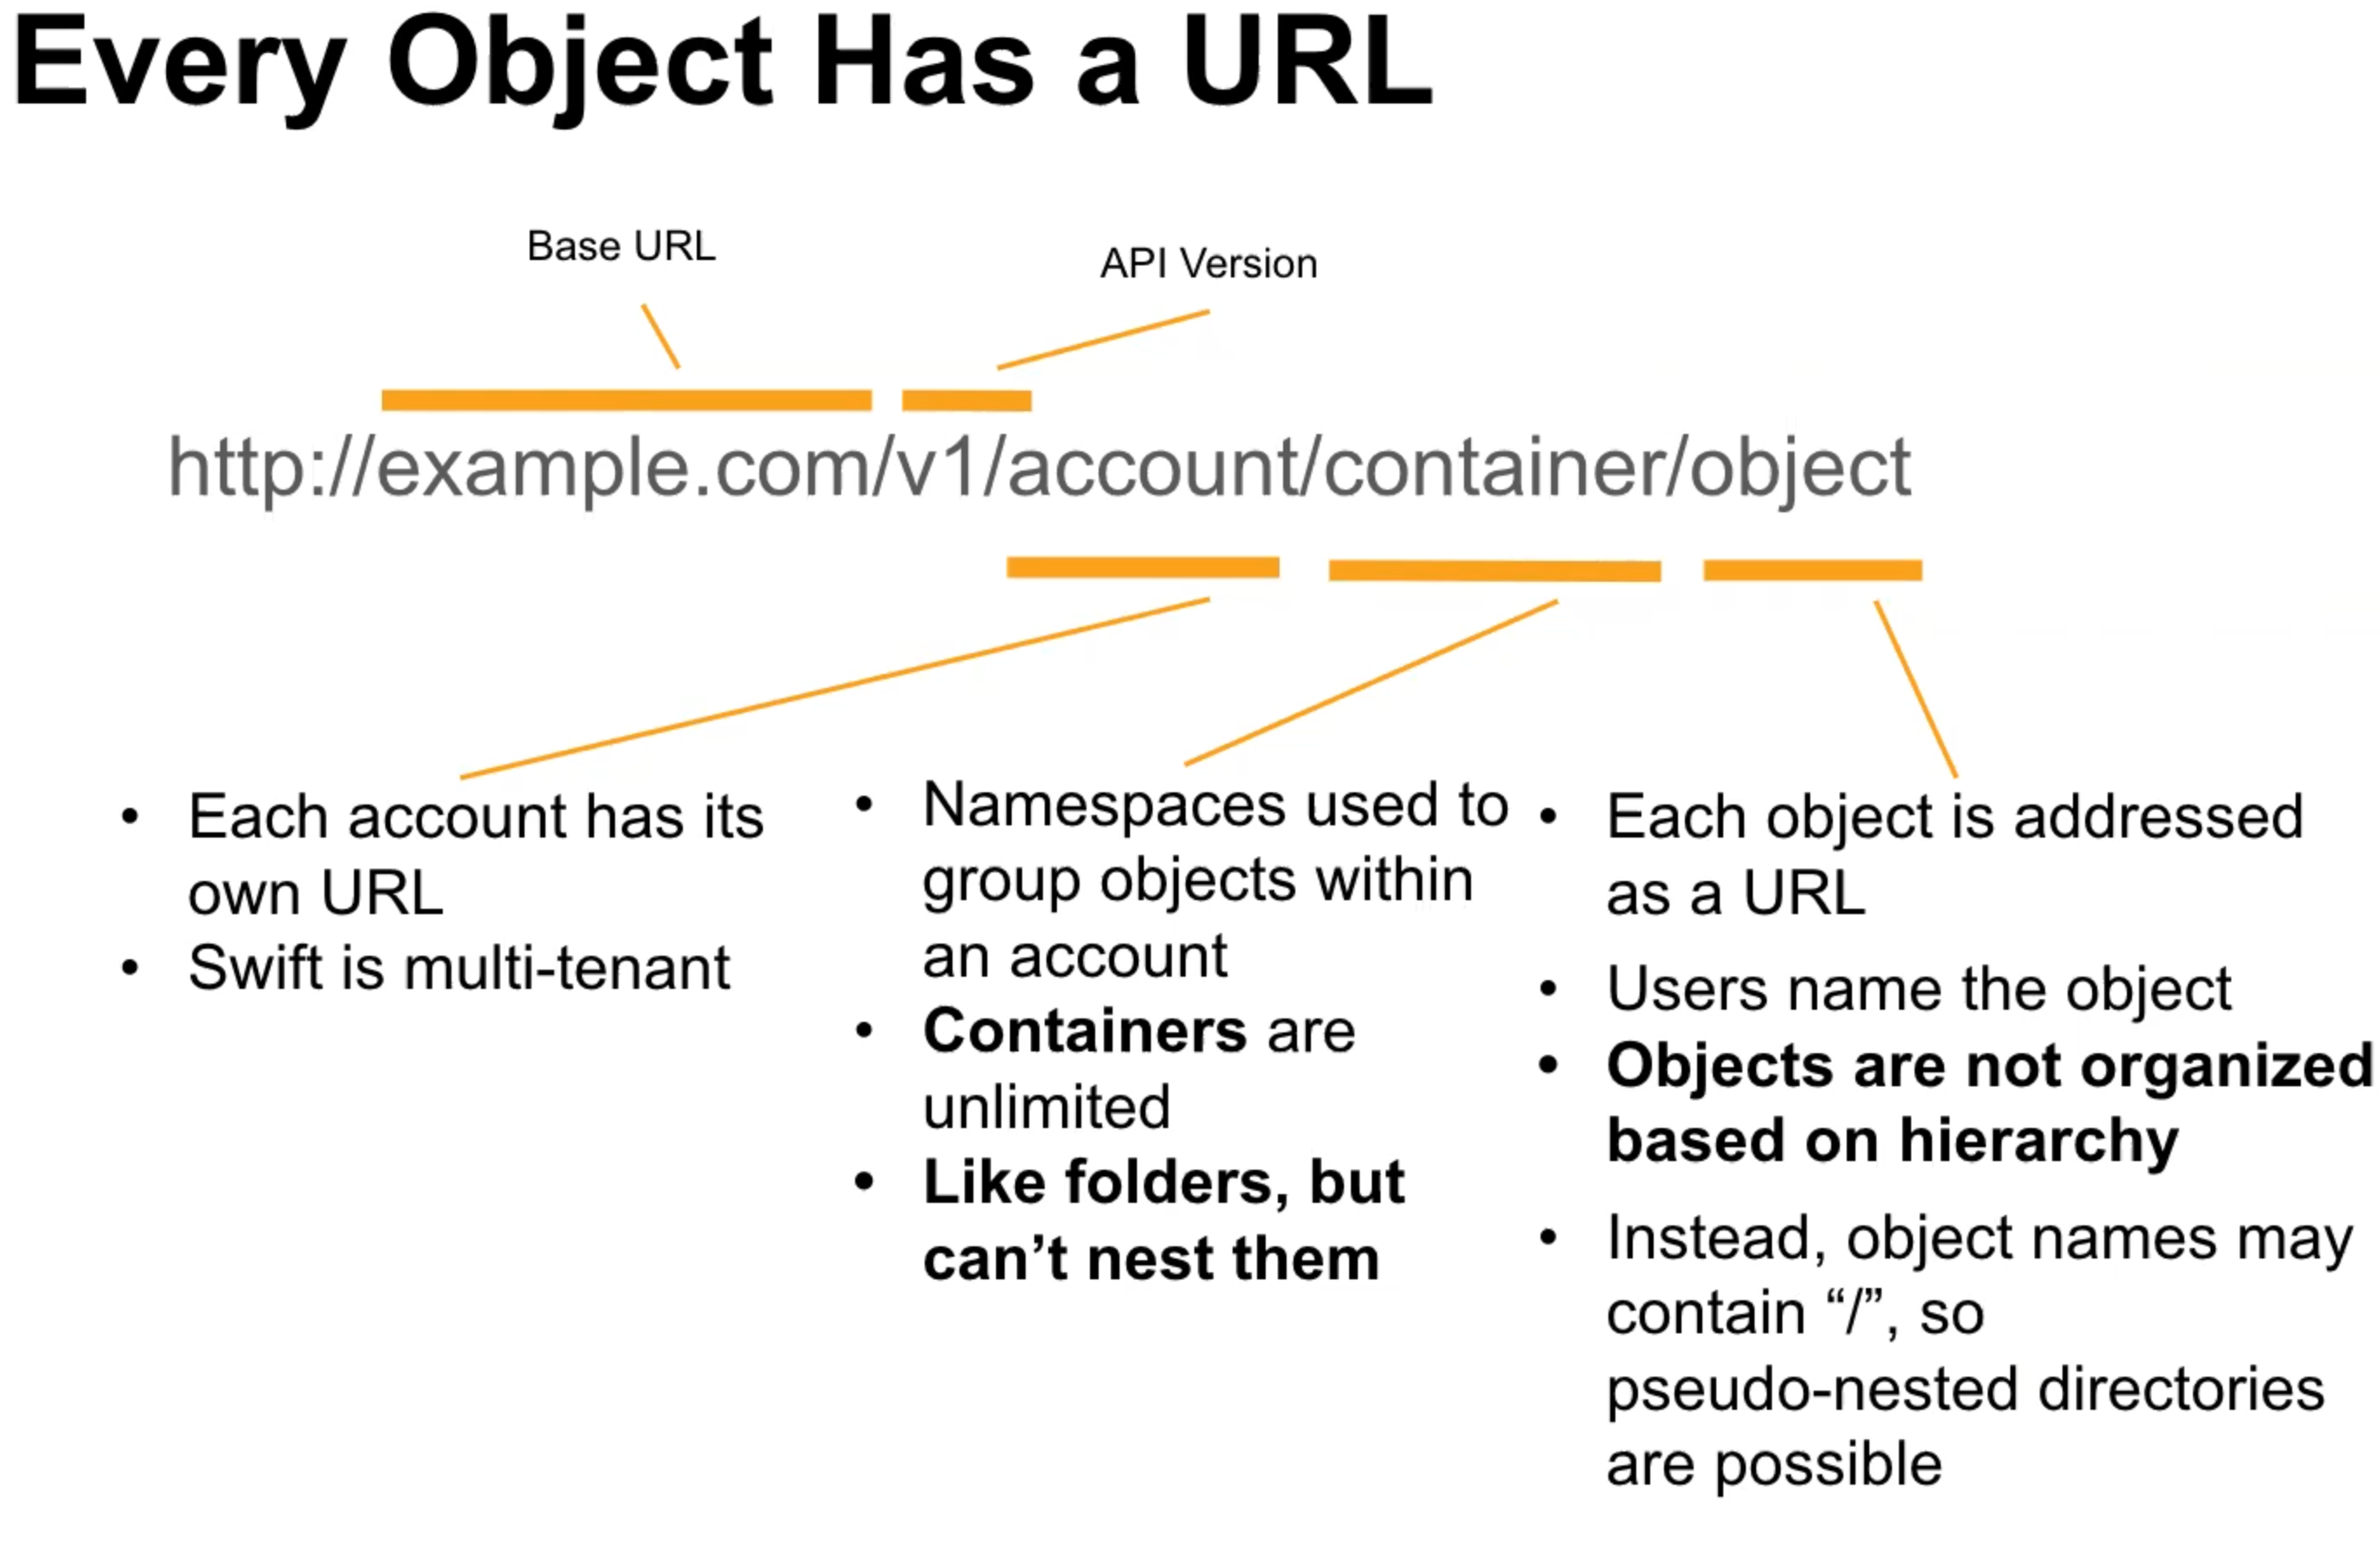 Every Object Has a URL
Base URL
API Version
http://example.com/v1/account/container/object
• Each account has its
own URL
• Swift is multi-tenant
• Namespaces used to
group objects within
an account
• Containers are
unlimited
• Like folders, but
can’t nest them
• Each object is addressed
as a URL
• Users name the object
• Objects are not organized
based on hierarchy
• Instead, object names may
contain “/”, so
pseudo-nested directories
are possible